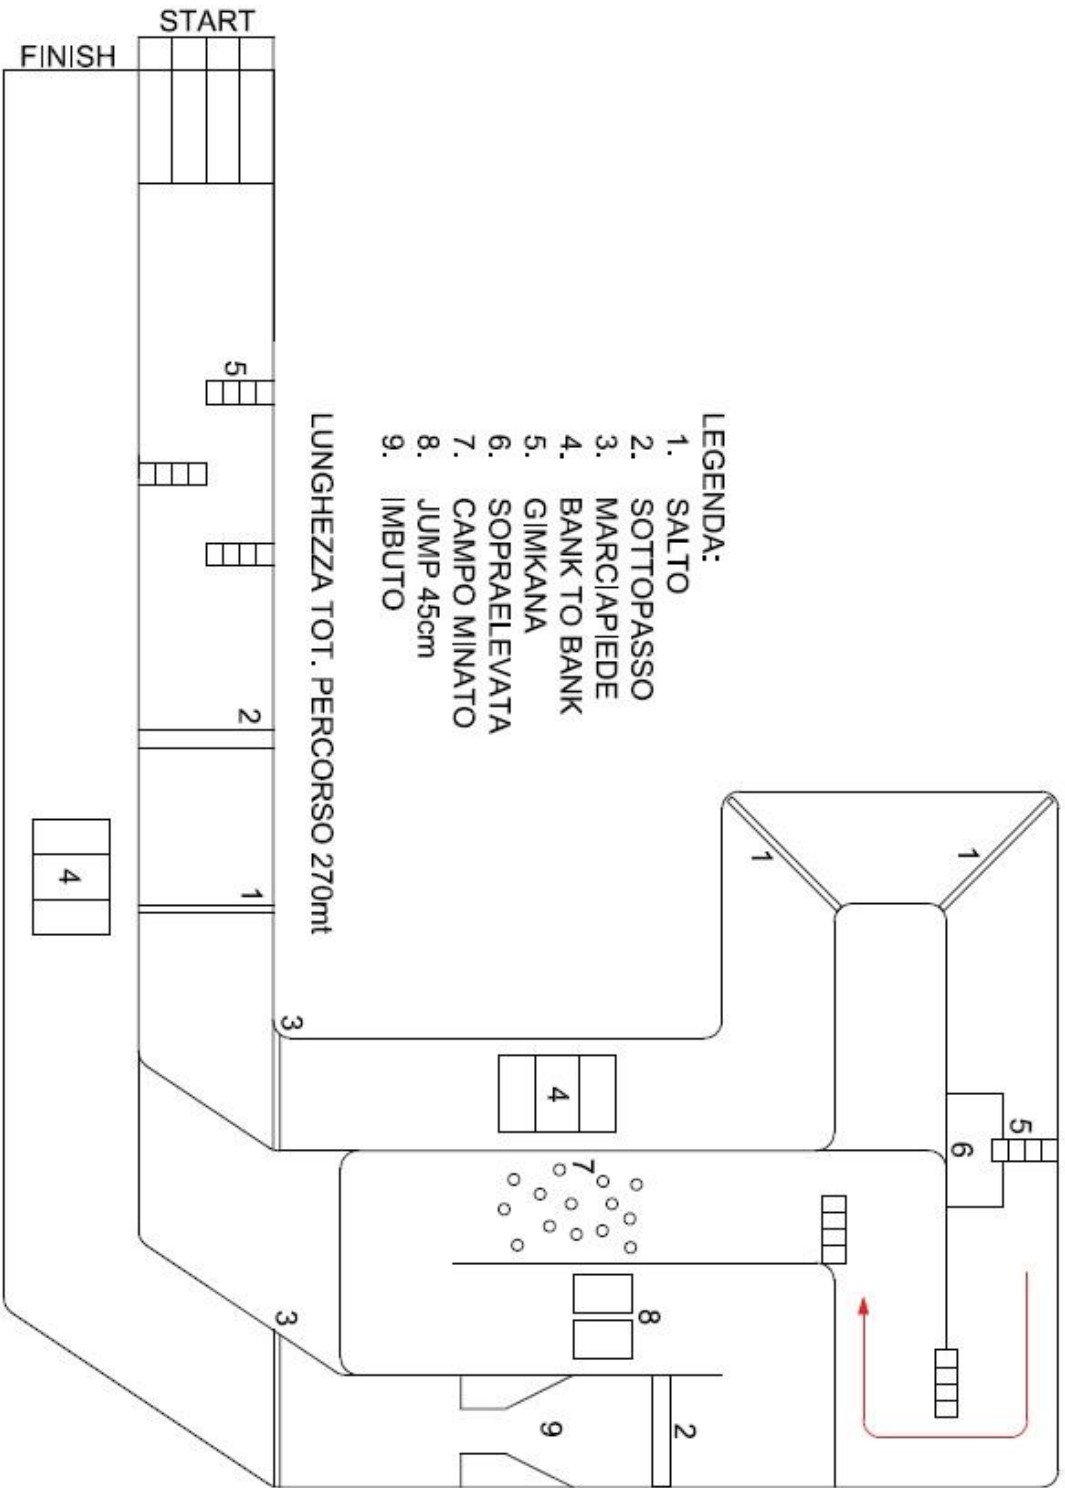 START
FINISH
LEGENDA:
1. SALTO
2. SOTTOPASSO
3. MARCIAPIEDE
4. BANK TO BANK
5. GIMKANA
6. SOPRAELEVATA
7. CAMPO MINATO
8. JUMP 45cm
9. IMBUTO
LUNGHEZZA TOT. PERCORSO 270mt
5
2
1
4
3
1
1
4
5
6
7
8
3
9
2